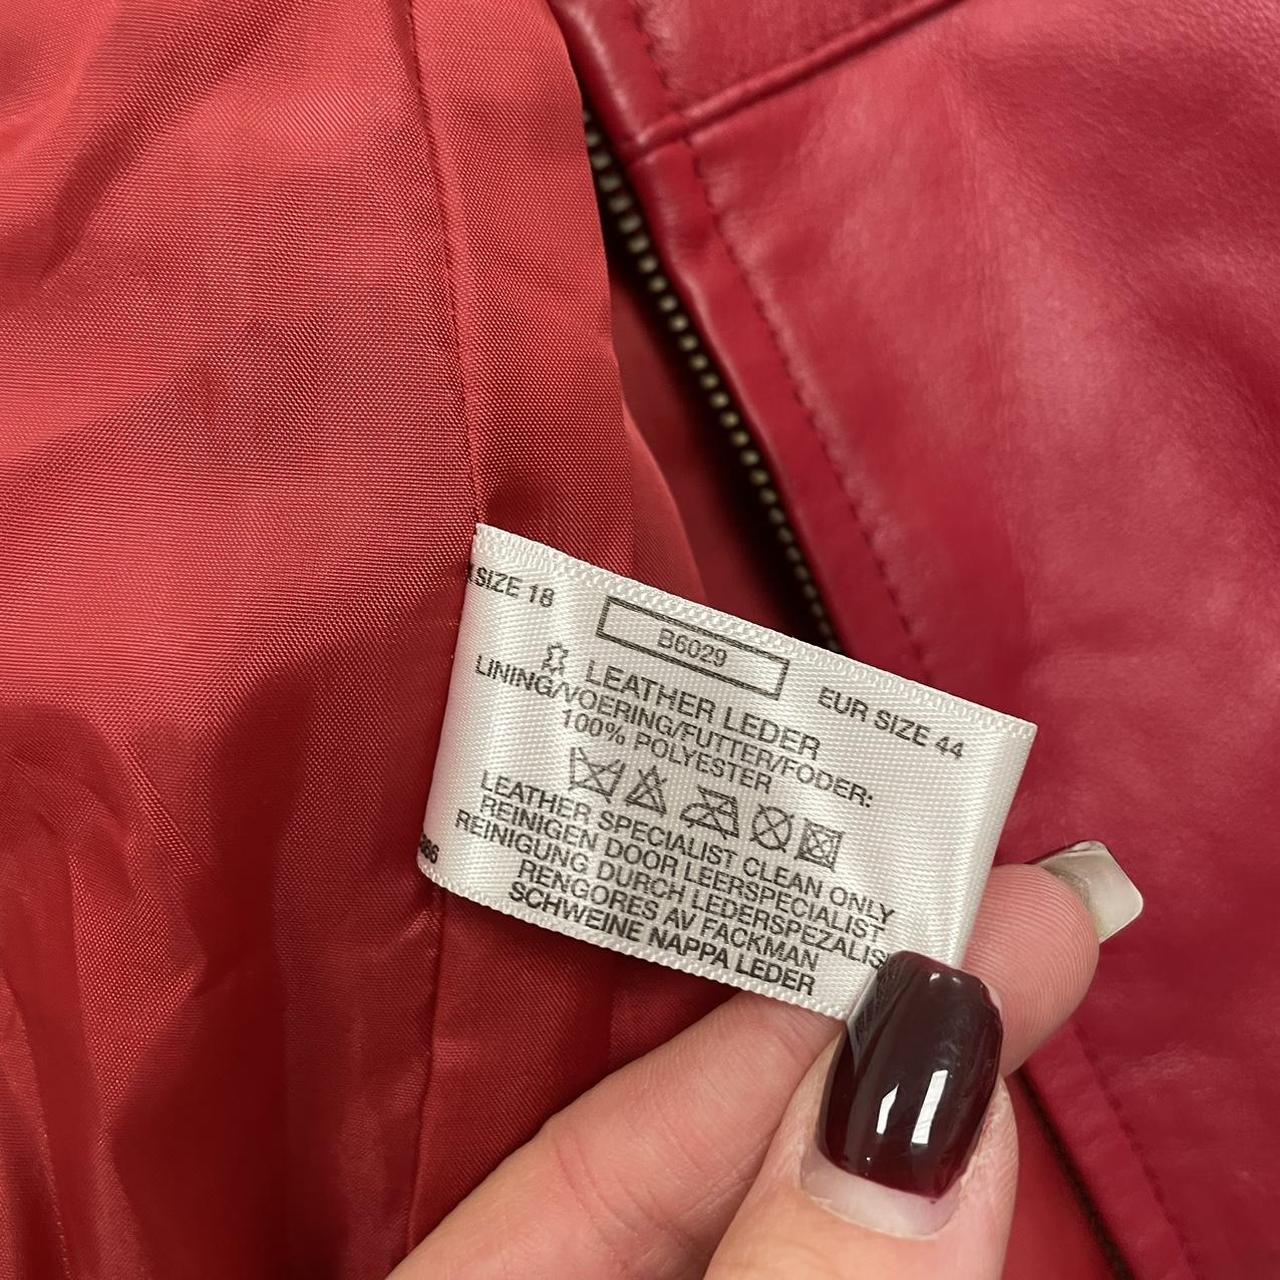 SIZE 18
B6029
EUR SIZE 44
LEATHER LEDER
LINING/VOERING/FUTTER/FODER:
100% POLYESTER
LEATHER SPECIALIST CLEAN ONLY
REINIGEN DOOR LEERSPECIALIST
REINIGUNG DURCH LEDERSPEZALIS
RENGORES AV FACKMAN
SCHWEINE NAPPA LEDER